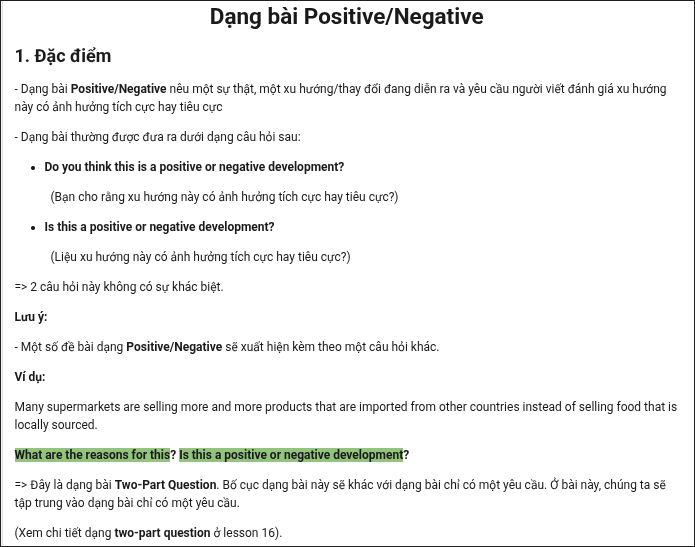 Dạng bài Positive/Negative
1. Đặc điểm
- Dạng bài Positive/Negative nêu một sự thật, một xu hướng/thay đổi đang diễn ra và yêu cầu người viết đánh giá xu hướng
này có ảnh hưởng tích cực hay tiêu cực
- Dạng bài thường được đưa ra dưới dạng câu hỏi sau:
• Do you think this is a positive or negative development?
(Bạn cho rằng xu hướng này có ảnh hưởng tích cực hay tiêu cực?)
• Is this a positive or negative development?
(Liệu xu hướng này có ảnh hưởng tích cực hay tiêu cực?)
=> 2 câu hỏi này không có sự khác biệt.
Lưu ý:
- Một số đề bài dạng Positive/Negative sẽ xuất hiện kèm theo một câu hỏi khác.
Ví dụ:
Many supermarkets are selling more and more products that are imported from other countries instead of selling food that is
locally sourced.
What are the reasons for this? Is this a positive or negative development?
=> Đây là dạng bài Two-Part Question. Bố cục dạng bài này sẽ khác với dạng bài chỉ có một yêu cầu. Ở bài này, chúng ta sẽ
tập trung vào dạng bài chỉ có một yêu cầu.
(Xem chi tiết dạng two-part question ở lesson 16).